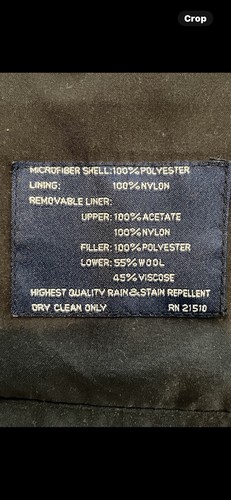 Crop
MICROFIBER SHELL: 100% POLYESTER
LINING: 100% NYLON
REMOVABLE LINER:
UPPER: 100% ACETATE
100% NYLON
FILLER: 100% POLYESTER
LOWER: 55% WOOL
45% VISCOSE
HIGHEST QUALITY RAIN & STAIN REPELLENT
DRY CLEAN ONLY RN 21510